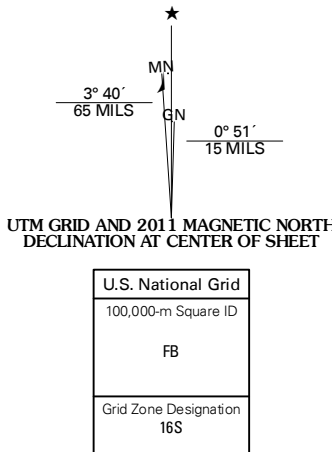 ★
MN
3° 40´
65 MILS
GN
0° 51´
15 MILS
UTM GRID AND 2011 MAGNETIC NORTH
DECLINATION AT CENTER OF SHEET
U.S. National Grid
100,000-m Square ID
FB
Grid Zone Designation
16S